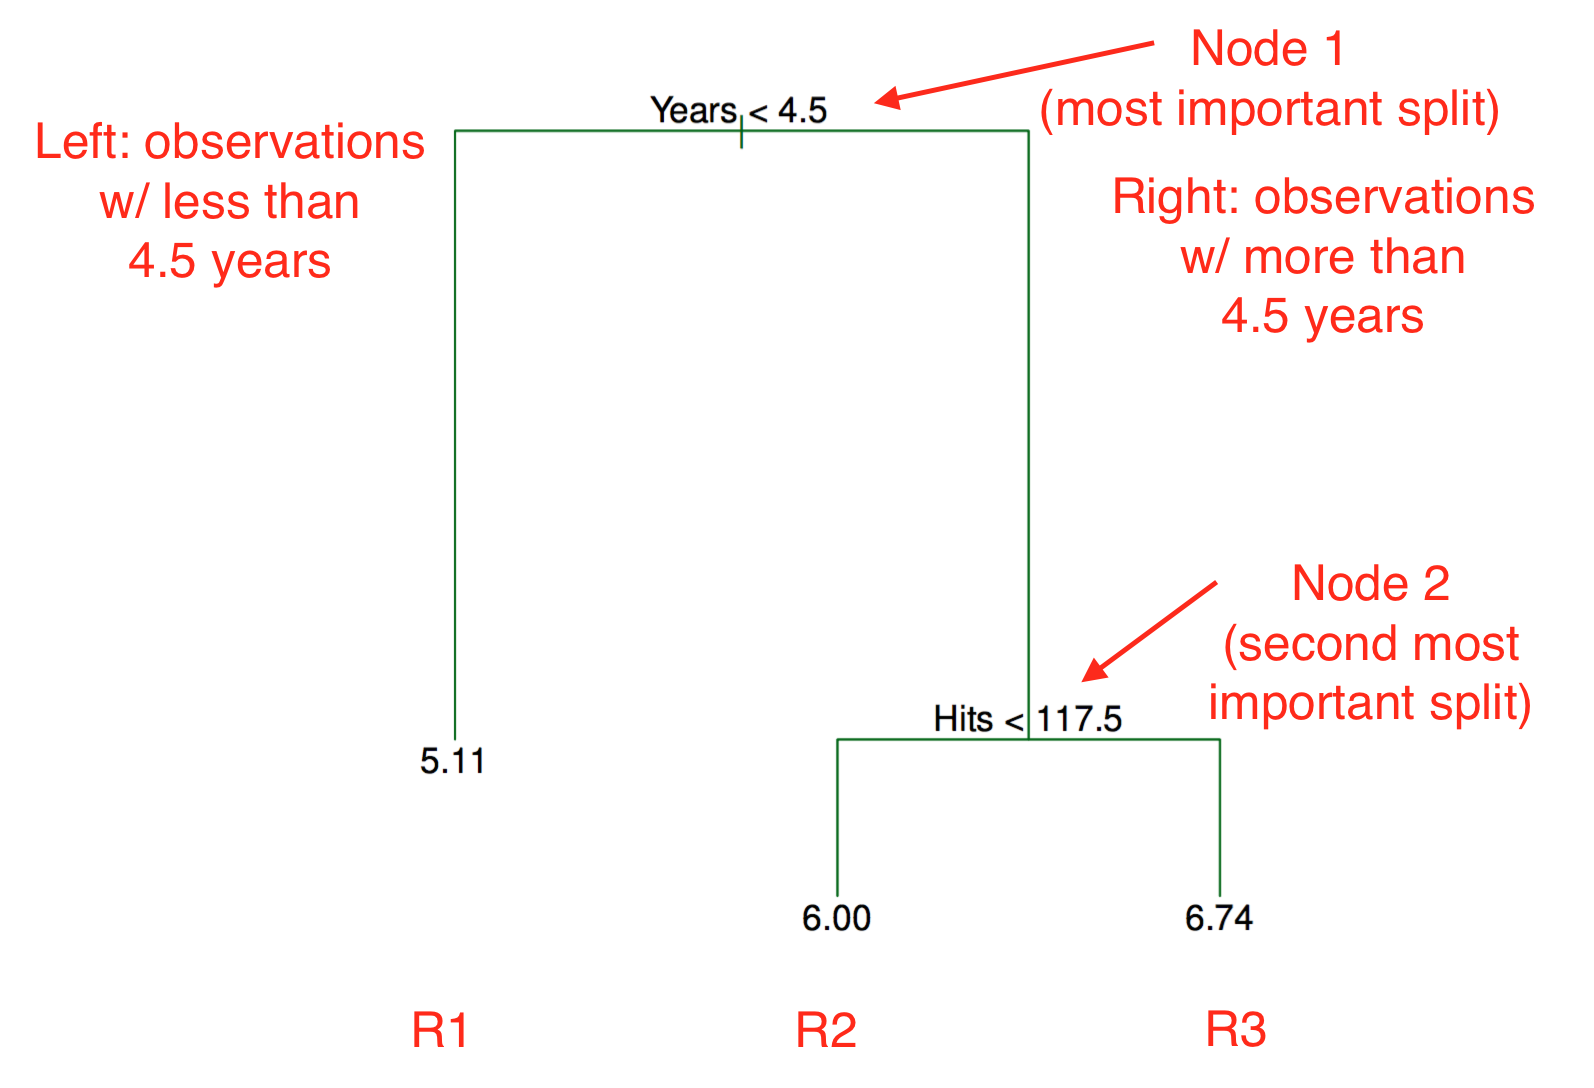 Node 1
(most important split)
Years < 4.5
Left: observations
w/ less than
4.5 years
Right: observations
w/ more than
4.5 years
Node 2
(second most
important split)
Hits < 117.5
5.11
6.00
6.74
R1
R2
R3